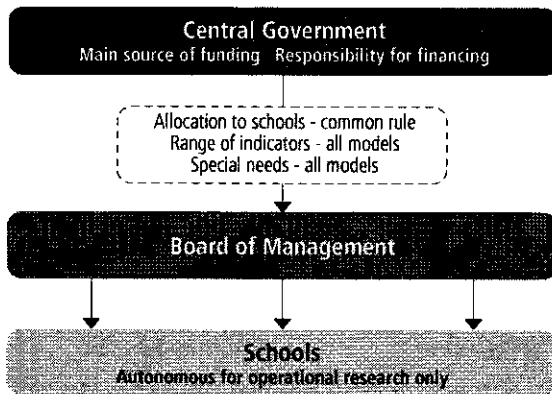 Central Government
Main source of funding Responsibility for financing
Allocation to schools - common rule
Range of indicators - all models
Special needs - all models
Board of Management
Schools
Autonomous for operational research only